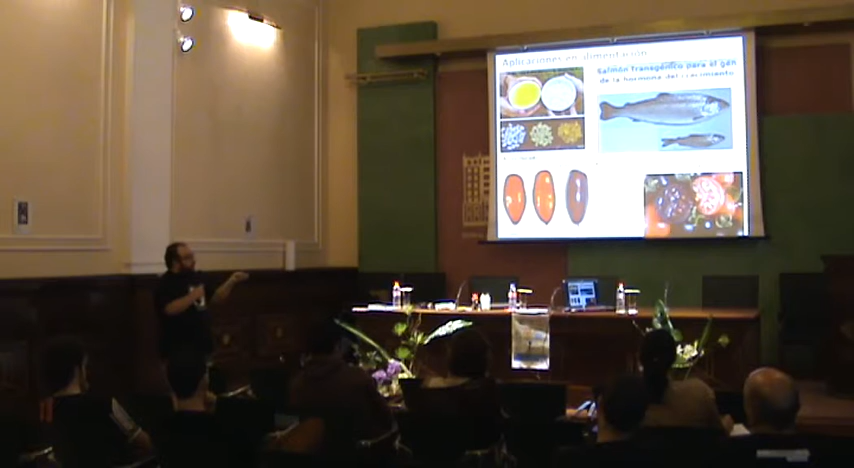 Aplicaciones en alimentación
Salmón Transgénico para el gen
de la hormona del crecimiento